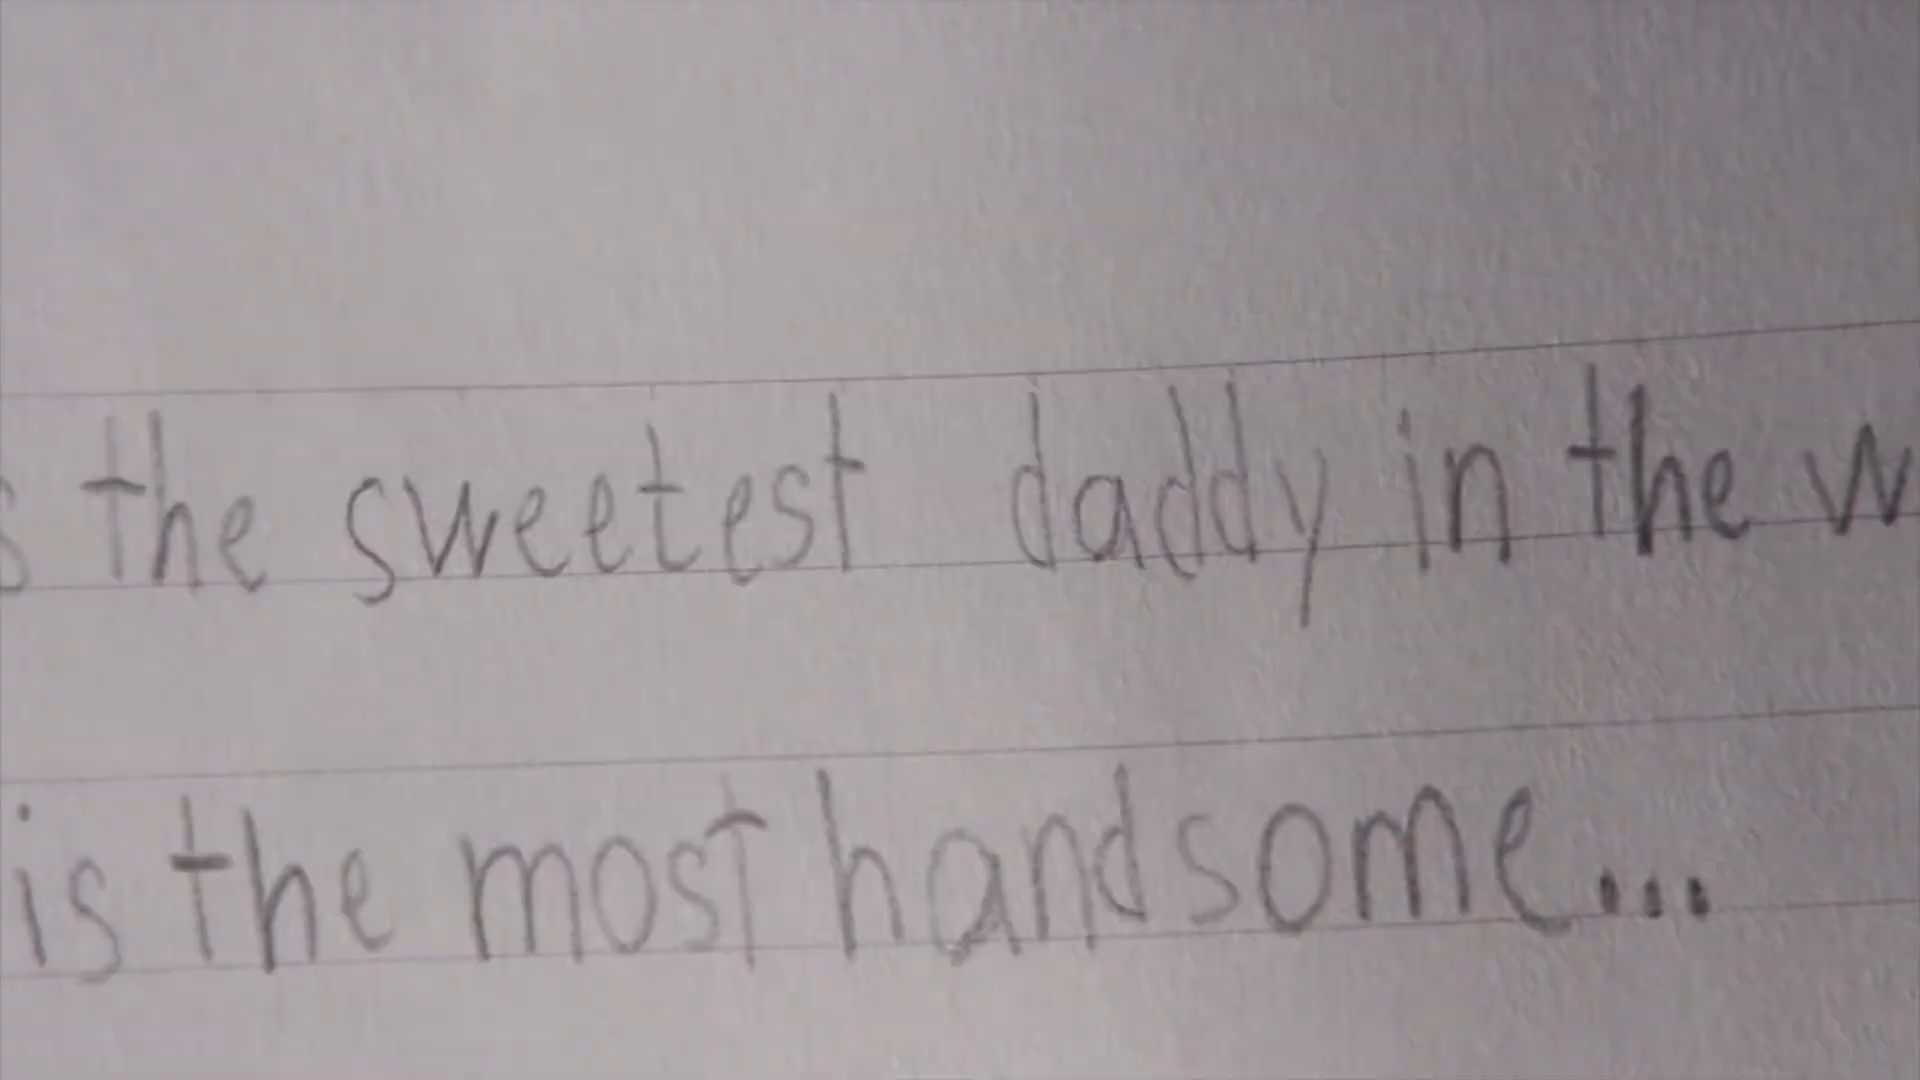 s the sweetest daddy in the w
is the most handsome...